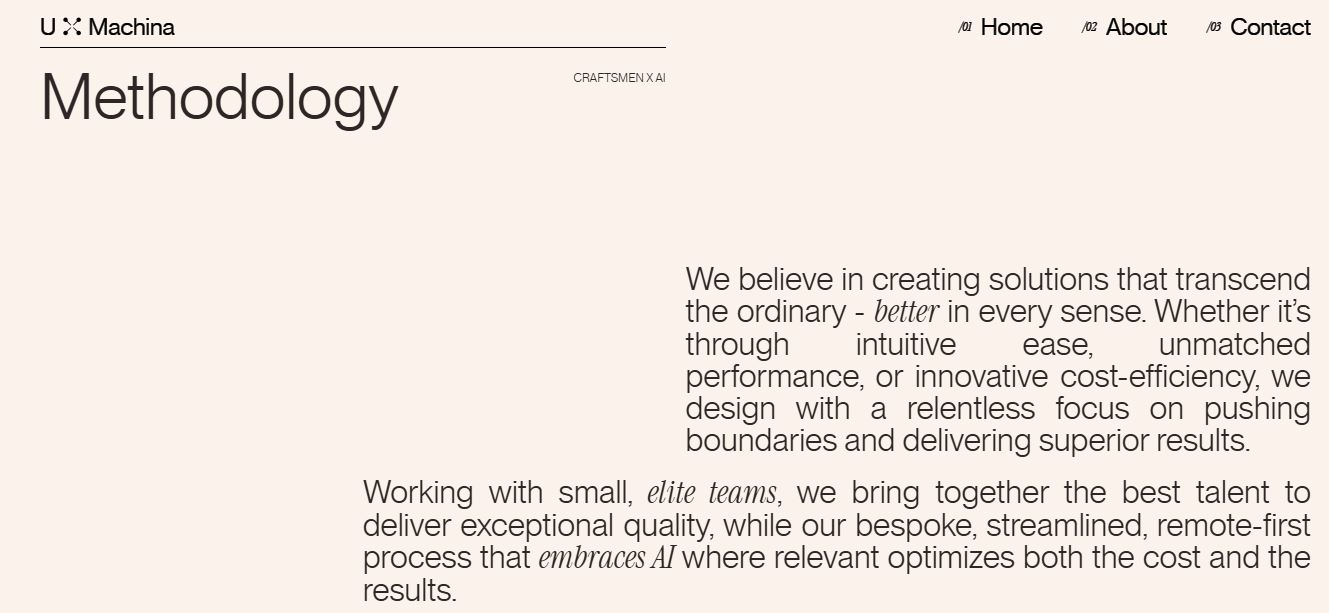 U X Machina
/01 Home /02 About /03 Contact
Methodology
CRAFTSMEN X AI
We believe in creating solutions that transcend
the ordinary - better in every sense. Whether it’s
through intuitive ease, unmatched
performance, or innovative cost-efficiency, we
design with a relentless focus on pushing
boundaries and delivering superior results.
Working with small, elite teams, we bring together the best talent to
deliver exceptional quality, while our bespoke, streamlined, remote-first
process that embraces AI where relevant optimizes both the cost and the
results.